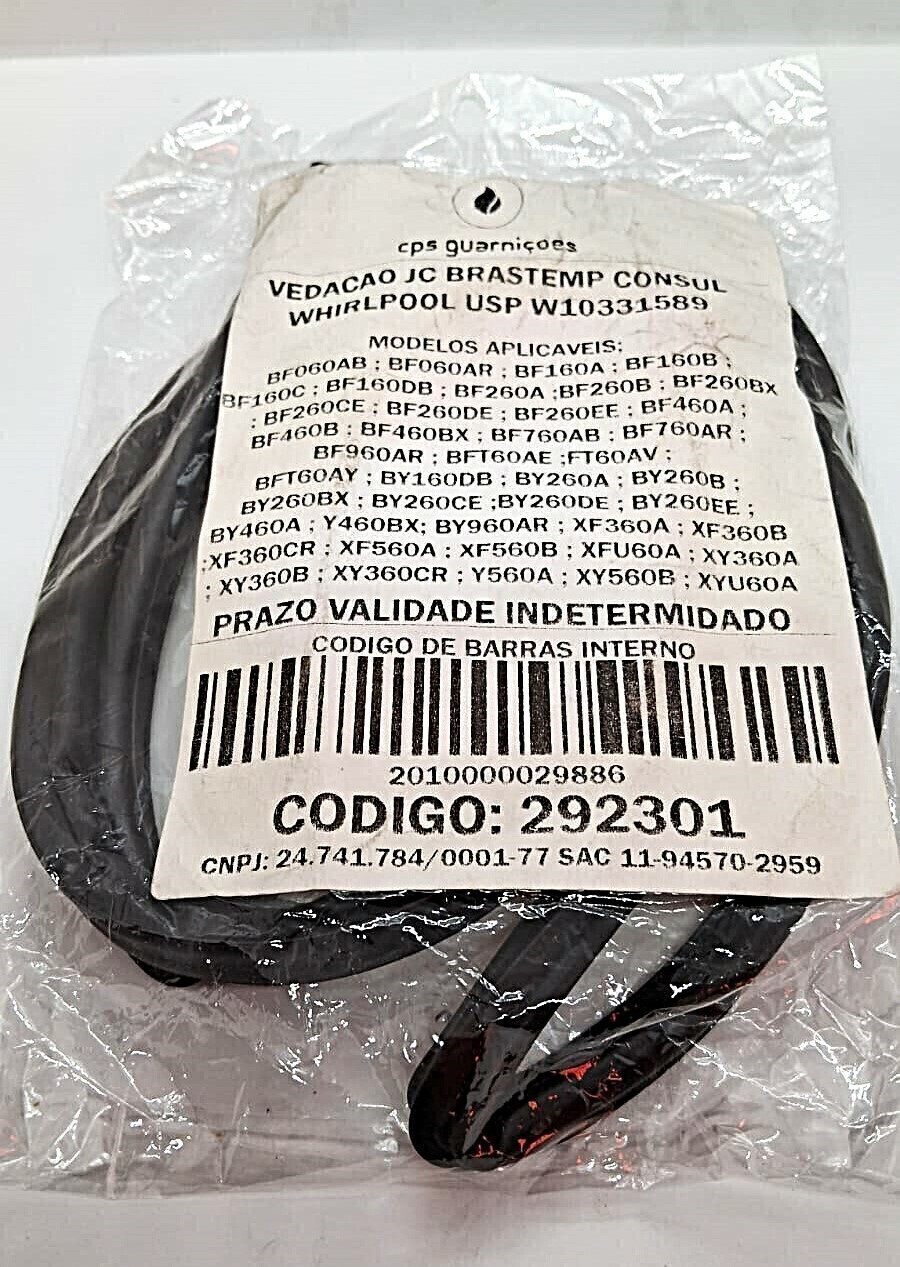 cps guarnições
VEDACAO JC BRASTEMP CONSUL
WHIRLPOOL USP W10331589
MODELOS APLICAVEIS:
BF060AB ; BF060AR ; BF160A ; BF160B ;
BF160C ; BF160DB ; BF260A ;BF260B ; BF260BX
; BF260CE ; BF260DE ; BF260EE ; BF460A ;
BF460B ; BF460BX ; BF760AB ; BF760AR ;
BF960AR ; BFT60AE ;FT60AV ;
BFT60AY ; BY160DB ; BY260A ; BY260B ;
BY260BX ; BY260CE ;BY260DE ; BY260EE ;
BY460A ; Y460BX; BY960AR ; XF360A ; XF360B
;XF360CR ; XF560A ; XF560B ; XFU60A ; XY360A
; XY360B ; XY360CR ; Y560A ; XY560B ; XYU60A
PRAZO VALIDADE INDETERMIDADO
CODIGO DE BARRAS INTERNO
2010000029886
CODIGO: 292301
CNPJ: 24.741.784/0001-77 SAC 11-94570-2959